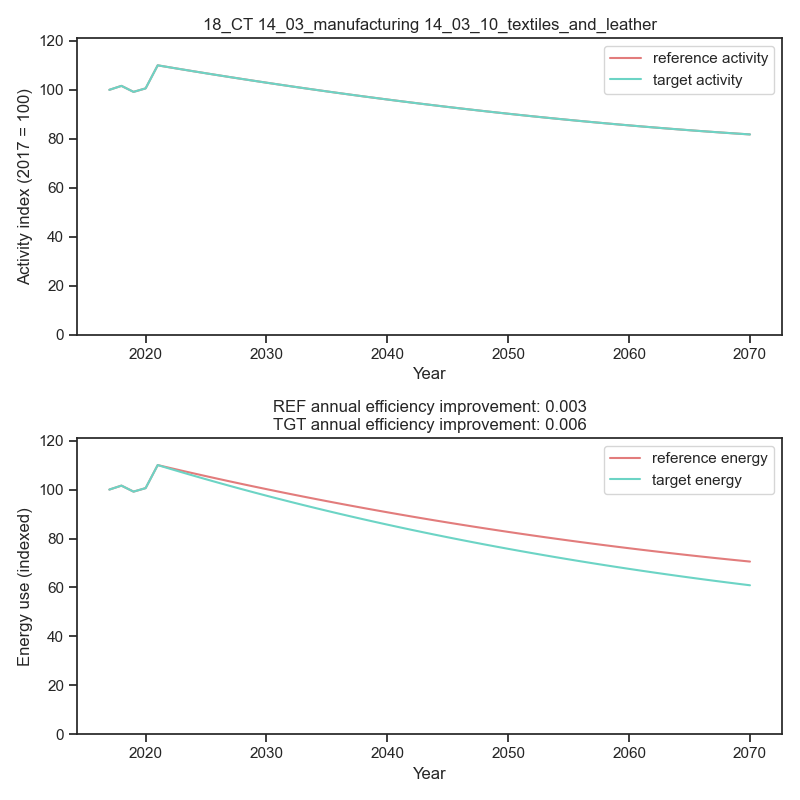 18_CT 14_03_manufacturing 14_03_10_textiles_and_leather
120
100
80
60
40
20
0
Activity index (2017 = 100)
reference activity
target activity
2020 2030 2040 2050 2060 2070
Year
REF annual efficiency improvement: 0.003
TGT annual efficiency improvement: 0.006
120
100
80
60
40
20
0
Energy use (indexed)
reference energy
target energy
2020 2030 2040 2050 2060 2070
Year